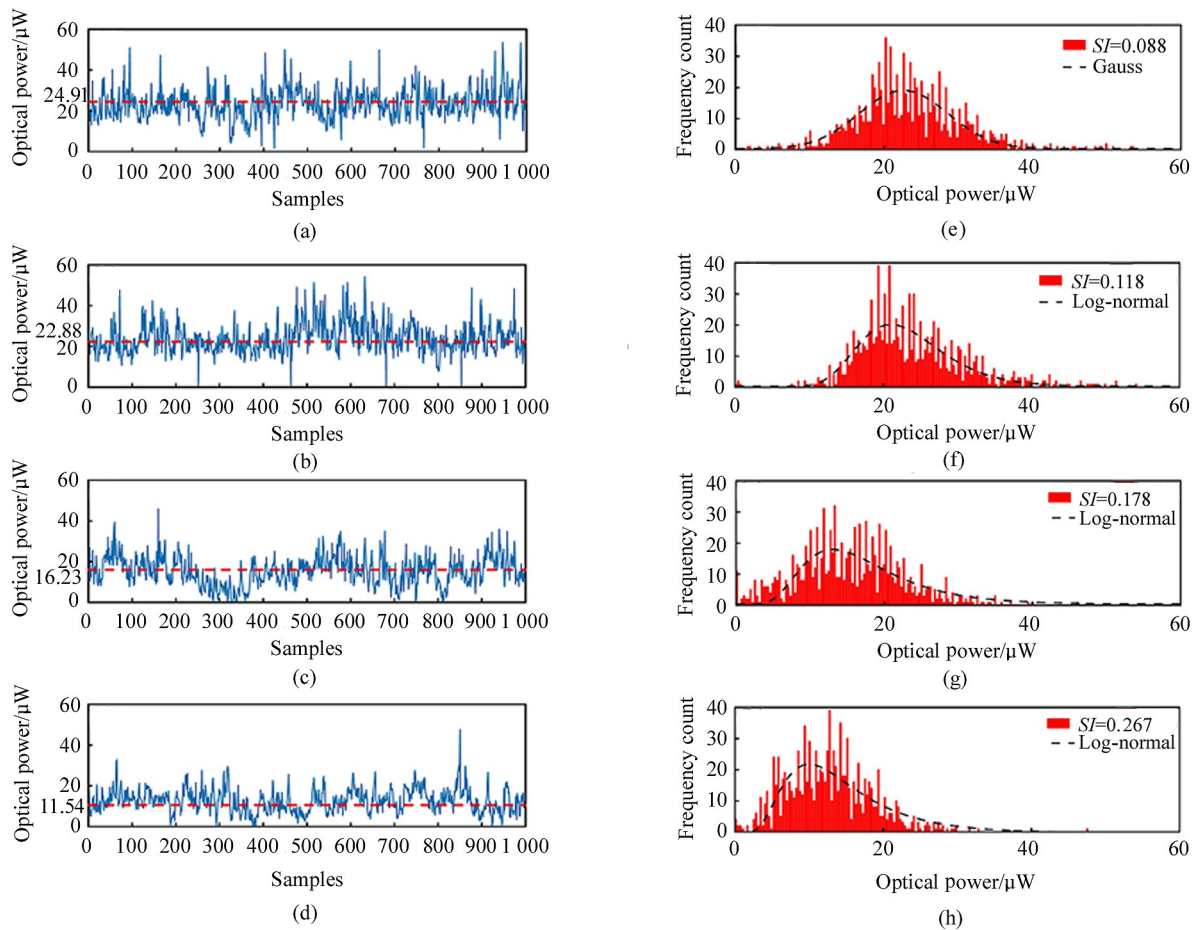 Optical power/μW
60
40
24.91
20
0
0 100 200 300 400 500 600 700 800 900 1 000
Samples
(a)
Frequency count
40
30
20
10
0
SI=0.088
Gauss
0 20 40 60
Optical power/μW
(e)
Optical power/μW
60
40
22.88
20
0
0 100 200 300 400 500 600 700 800 900 1 000
Samples
(b)
Frequency count
40
30
20
10
0
SI=0.118
Log-normal
0 20 40 60
Optical power/μW
(f)
Optical power/μW
60
40
20
16.23
0
0 100 200 300 400 500 600 700 800 900 1 000
Samples
(c)
Frequency count
40
30
20
10
0
SI=0.178
Log-normal
0 20 40 60
Optical power/μW
(g)
Optical power/μW
60
40
20
11.54
0
0 100 200 300 400 500 600 700 800 900 1 000
Samples
(d)
Frequency count
40
30
20
10
0
SI=0.267
Log-normal
0 20 40 60
Optical power/μW
(h)